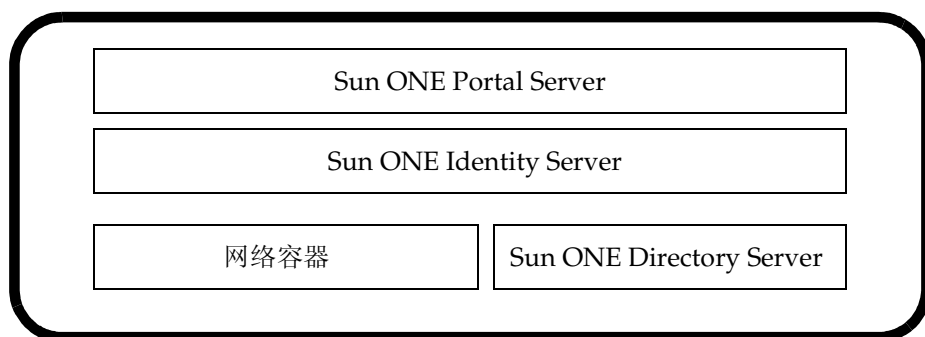 Sun ONE Portal Server
Sun ONE Identity Server
网络容器
Sun ONE Directory Server